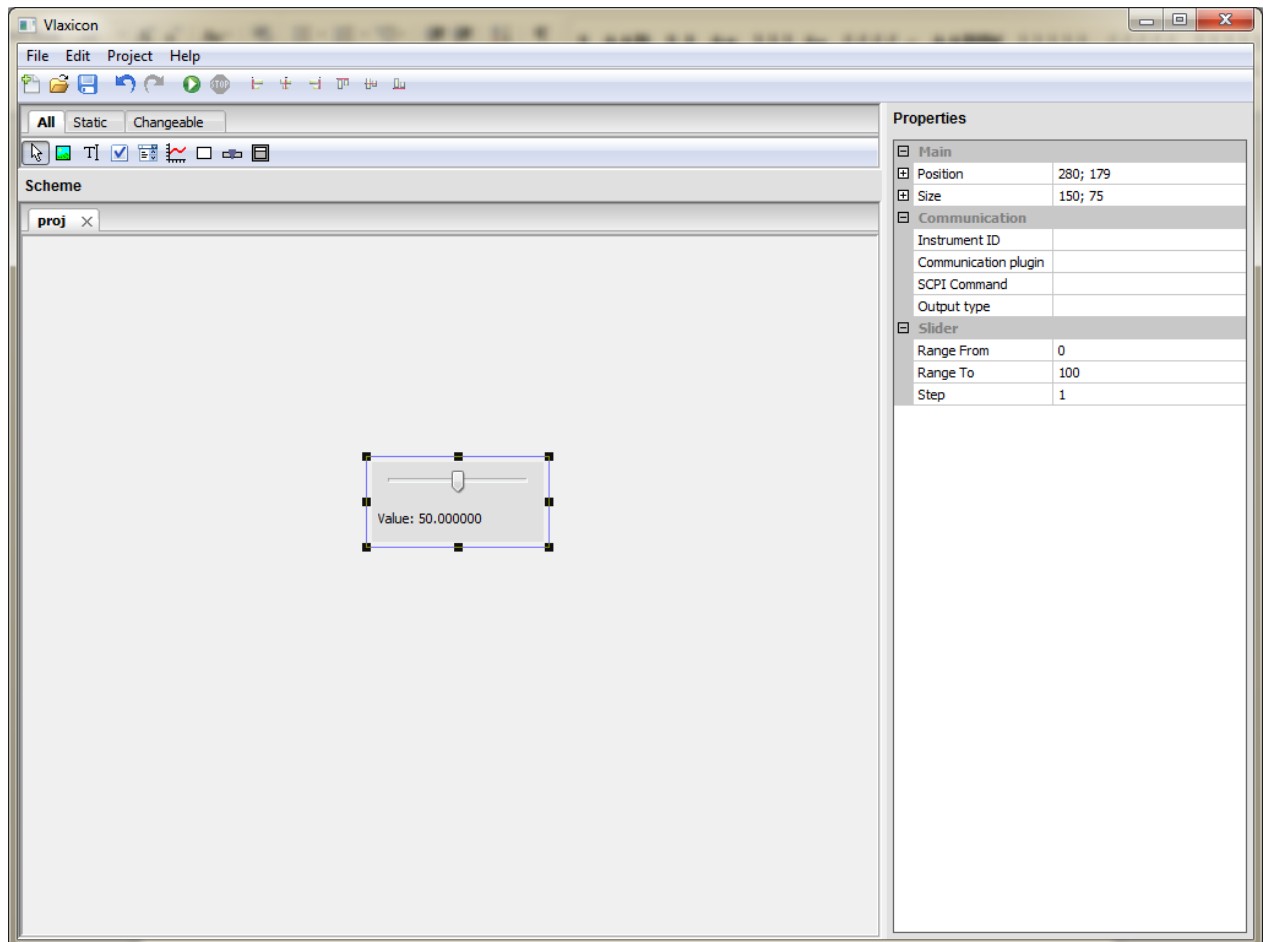 Vlaxicon
File Edit Project Help
STOP
All Static Changeable
T
Scheme
proj
Value: 50.000000
Properties
Main
Position 280; 179
Size 150; 75
Communication
Instrument ID
Communication plugin
SCPI Command
Output type
Slider
Range From 0
Range To 100
Step 1